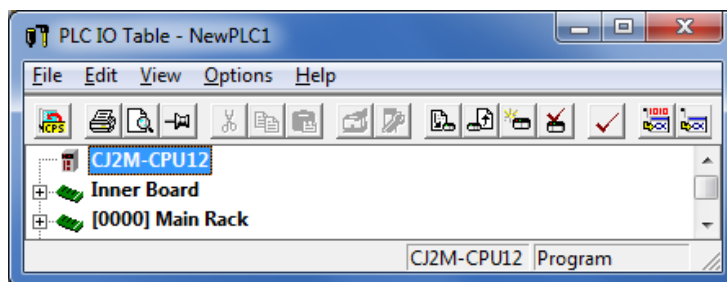 PLC IO Table - NewPLC1
File Edit View Options Help
CPS 1010
CJ2M-CPU12
Inner Board
[0000] Main Rack
CJ2M-CPU12 Program